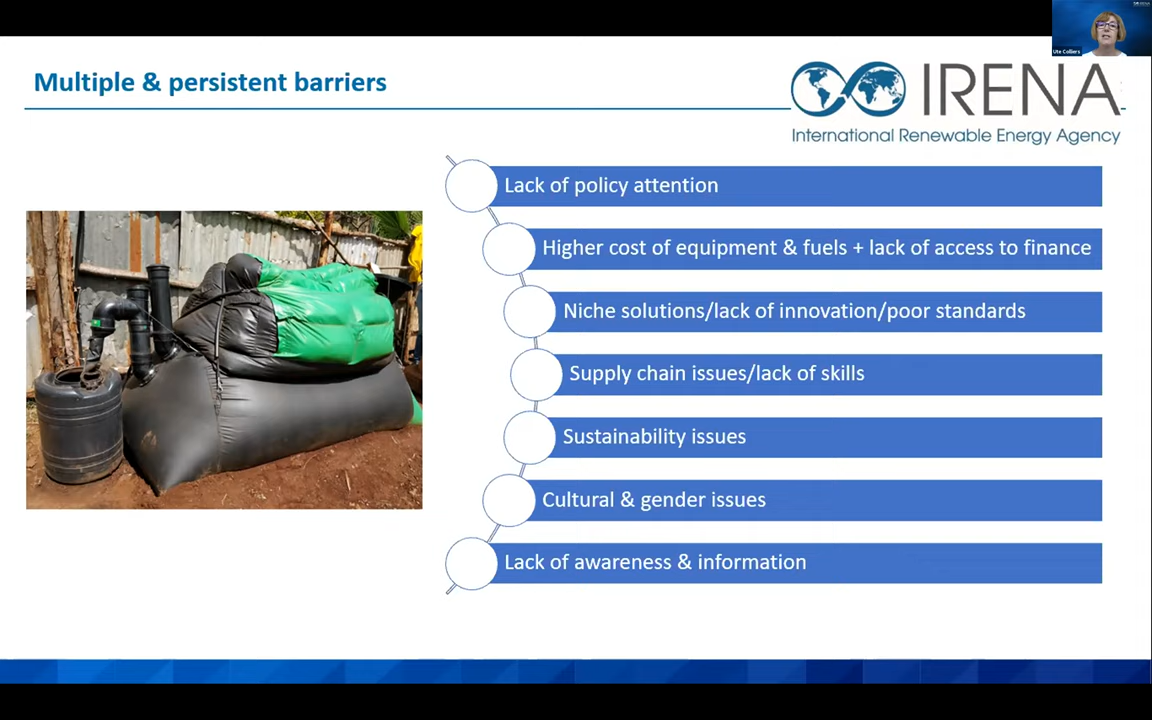 Ute Colliers
Multiple & persistent barriers
IRENA
International Renewable Energy Agency
Lack of policy attention
Higher cost of equipment & fuels + lack of access to finance
Niche solutions/lack of innovation/poor standards
Supply chain issues/lack of skills
Sustainability issues
Cultural & gender issues
Lack of awareness & information